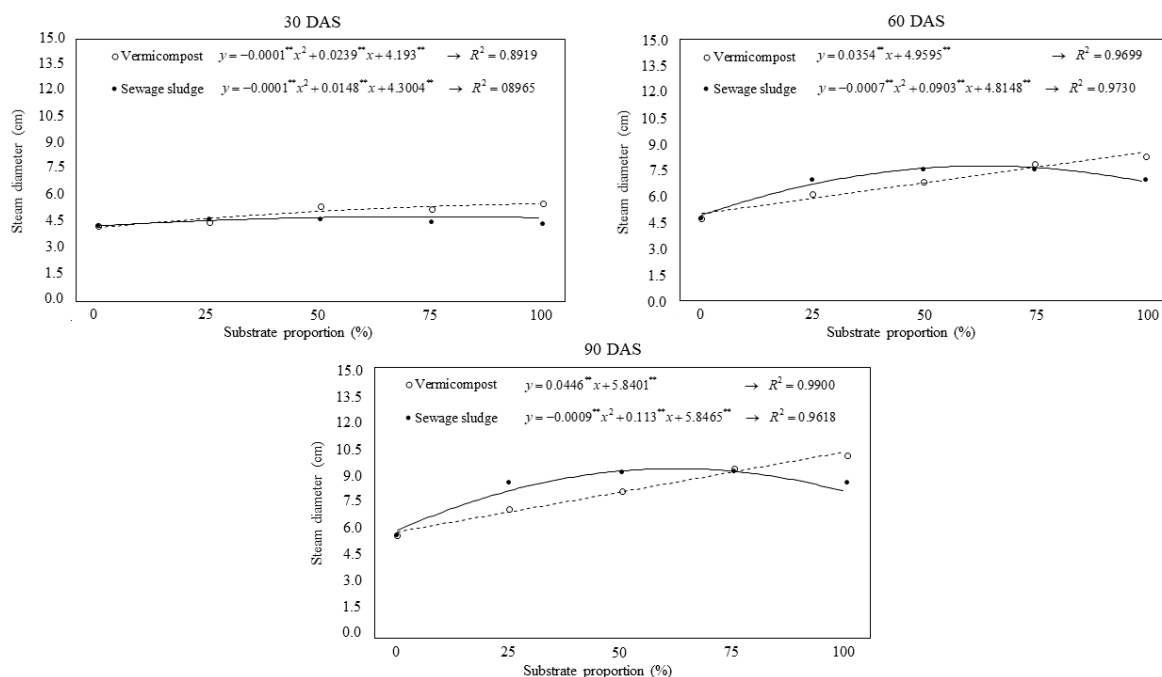 30 DAS
15.0
13.5
12.0
10.5
9.0
7.5
6.0
4.5
3.0
1.5
0.0
Steam diameter (cm)
Vermicompost y = −0.0001**x² + 0.0239**x + 4.193** → R² = 0.8919
Sewage sludge y = −0.0001**x² + 0.0148**x + 4.3004** → R² = 08965
0 25 50 75 100
Substrate proportion (%)
60 DAS
15.0
13.5
12.0
10.5
9.0
7.5
6.0
4.5
3.0
1.5
0.0
Steam diameter (cm)
Vermicompost y = 0.0354**x + 4.9595** → R² = 0.9699
Sewage sludge y = −0.0007**x² + 0.0903**x + 4.8148** → R² = 0.9730
0 25 50 75 100
Substrate proportion (%)
90 DAS
15.0
13.5
12.0
10.5
9.0
7.5
6.0
4.5
3.0
1.5
0.0
Steam diameter (cm)
Vermicompost y = 0.0446**x + 5.8401** → R² = 0.9900
Sewage sludge y = −0.0009**x² + 0.113**x + 5.8465** → R² = 0.9618
0 25 50 75 100
Substrate proportion (%)